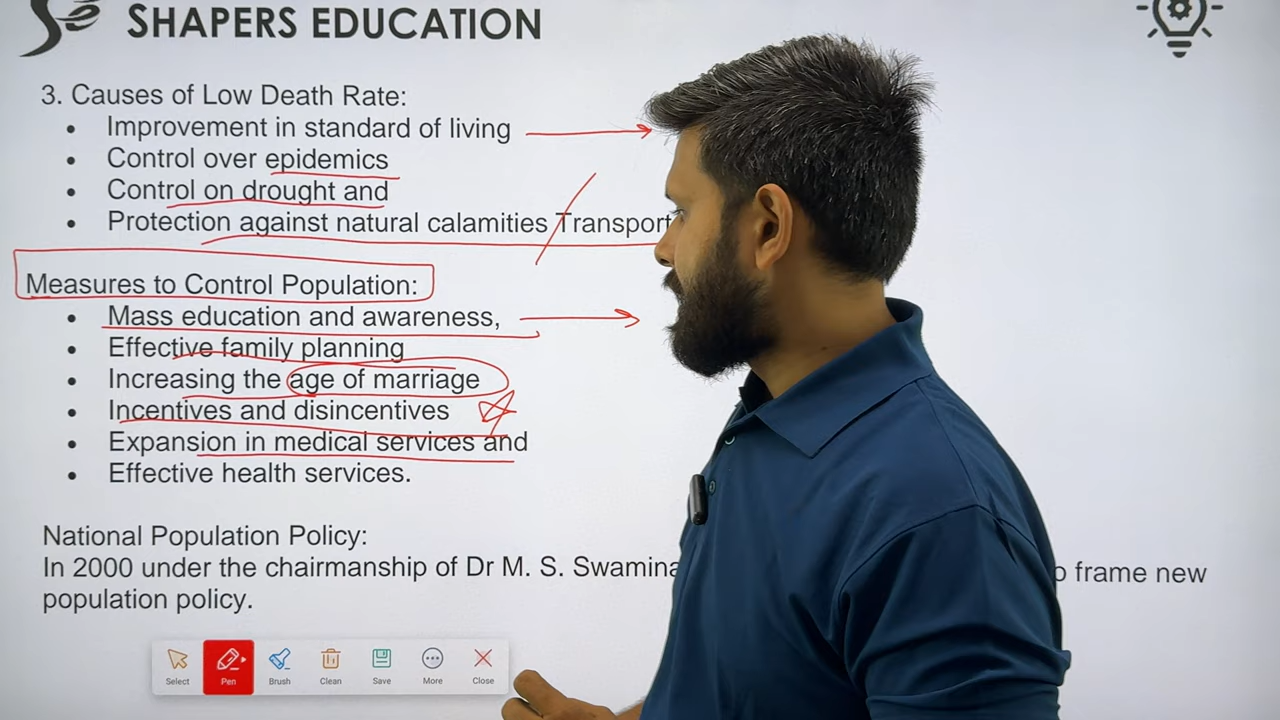 SHAPERS EDUCATION
3. Causes of Low Death Rate:
• Improvement in standard of living
• Control over epidemics
• Control on drought and
• Protection against natural calamities Transport
Measures to Control Population:
• Mass education and awareness,
• Effective family planning
• Increasing the age of marriage
• Incentives and disincentives
• Expansion in medical services and
• Effective health services.
National Population Policy:
In 2000 under the chairmanship of Dr M. S. frame new
population policy.
Select Pen Brush Clean Save More Close